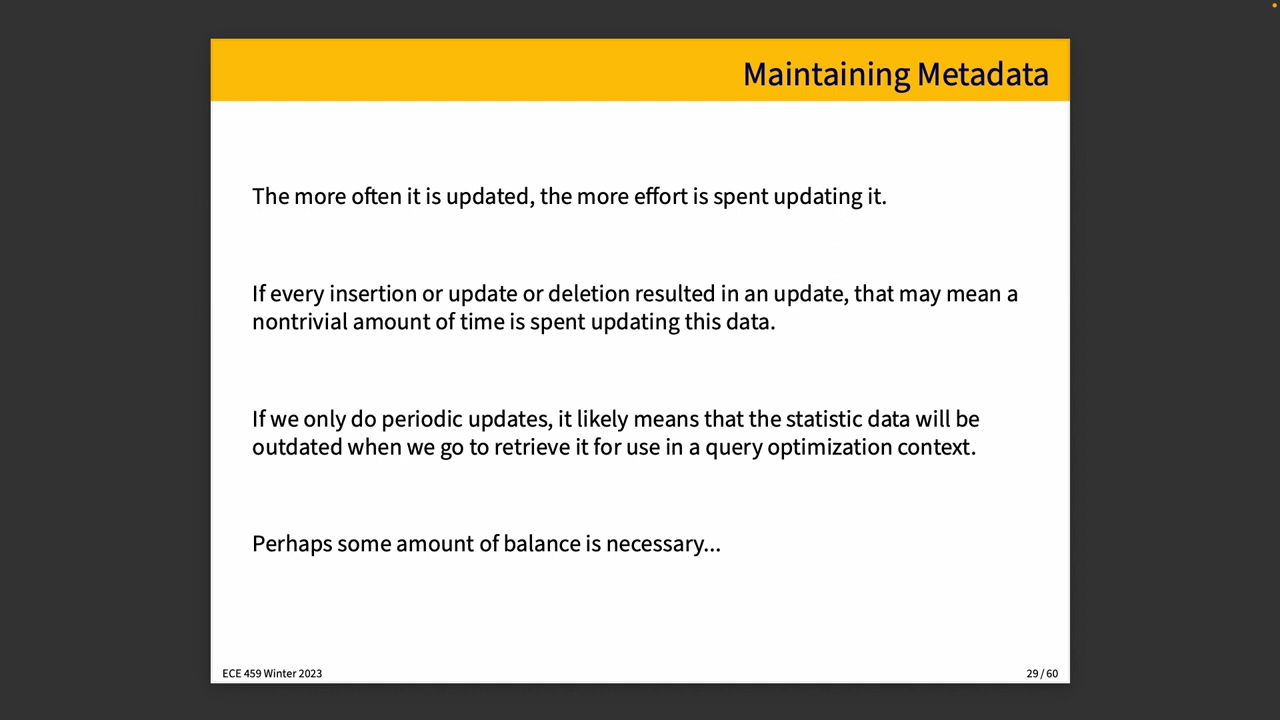 Maintaining Metadata
The more often it is updated, the more effort is spent updating it.
If every insertion or update or deletion resulted in an update, that may mean a
nontrivial amount of time is spent updating this data.
If we only do periodic updates, it likely means that the statistic data will be
outdated when we go to retrieve it for use in a query optimization context.
Perhaps some amount of balance is necessary...
ECE 459 Winter 2023
29 / 60